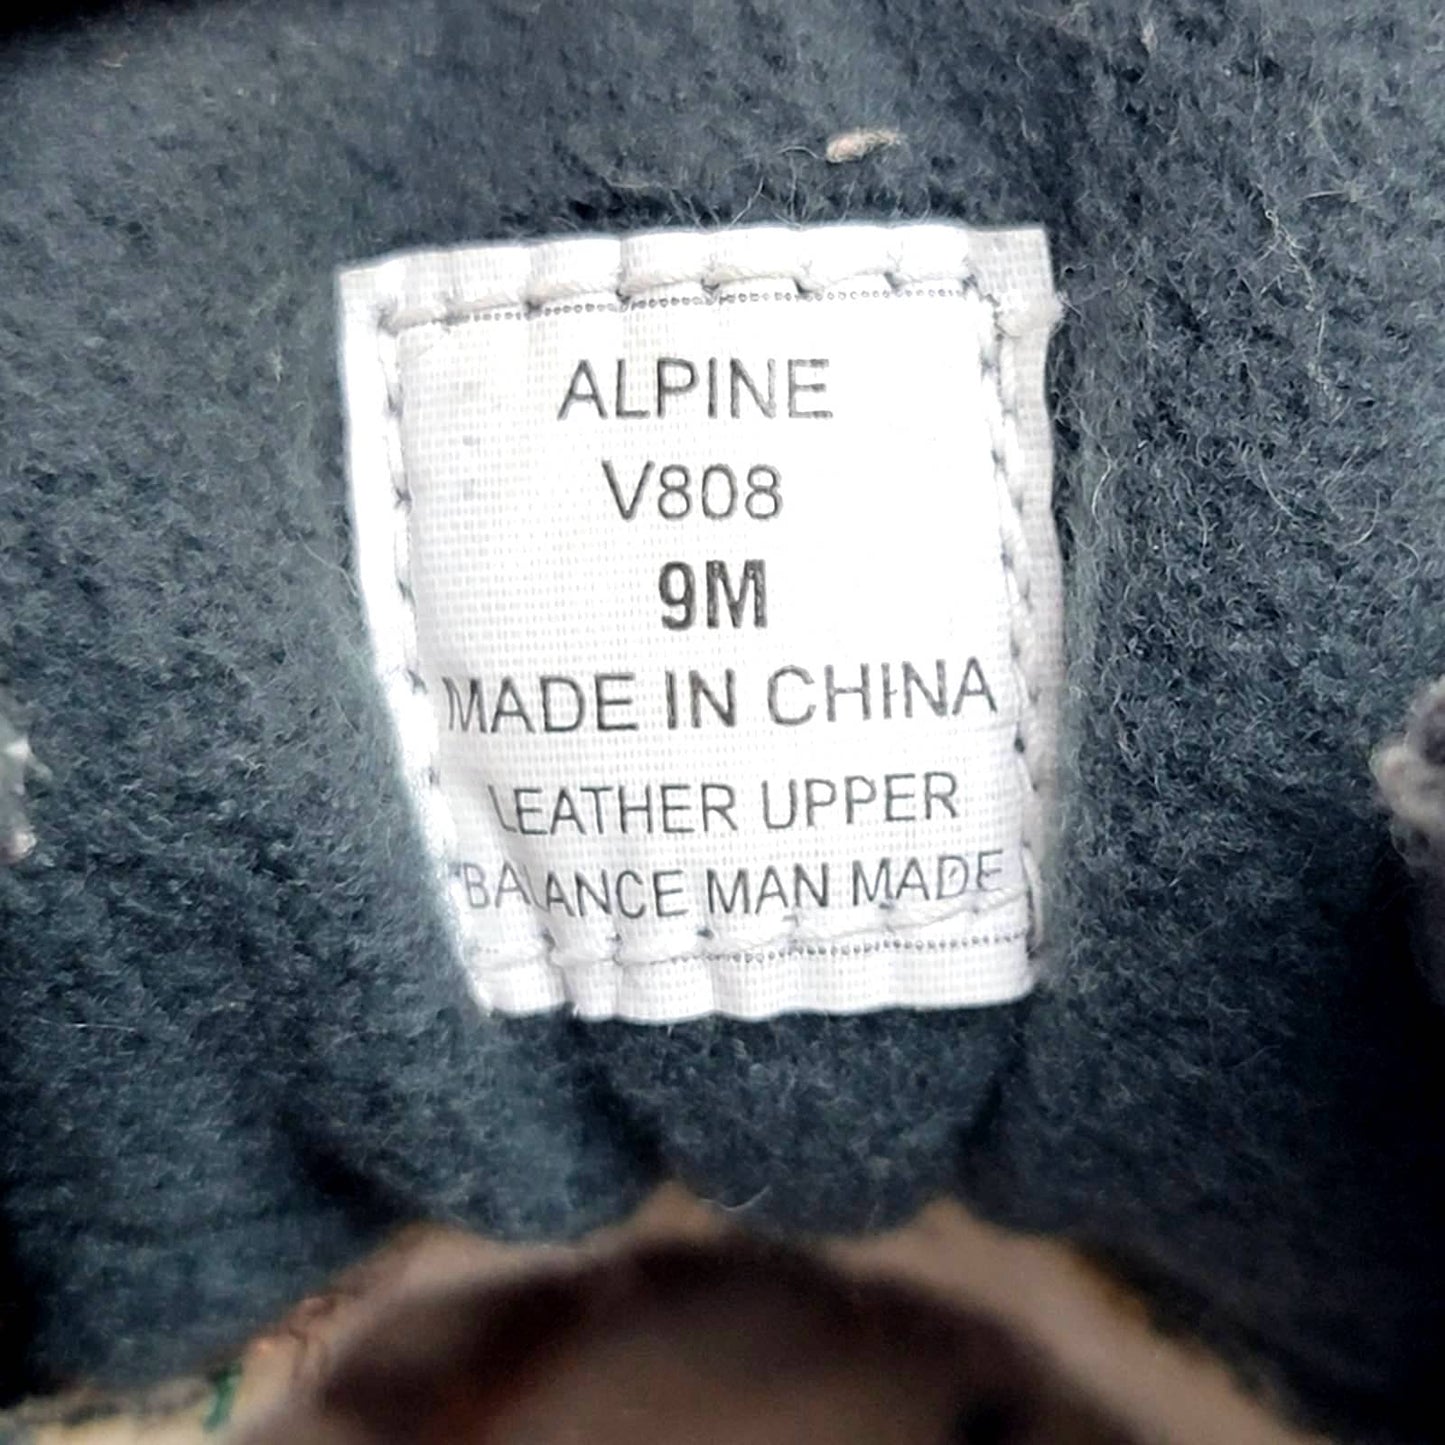 ALPINE
V808
9M
MADE IN CHINA
LEATHER UPPER
BALANCE MAN MADE